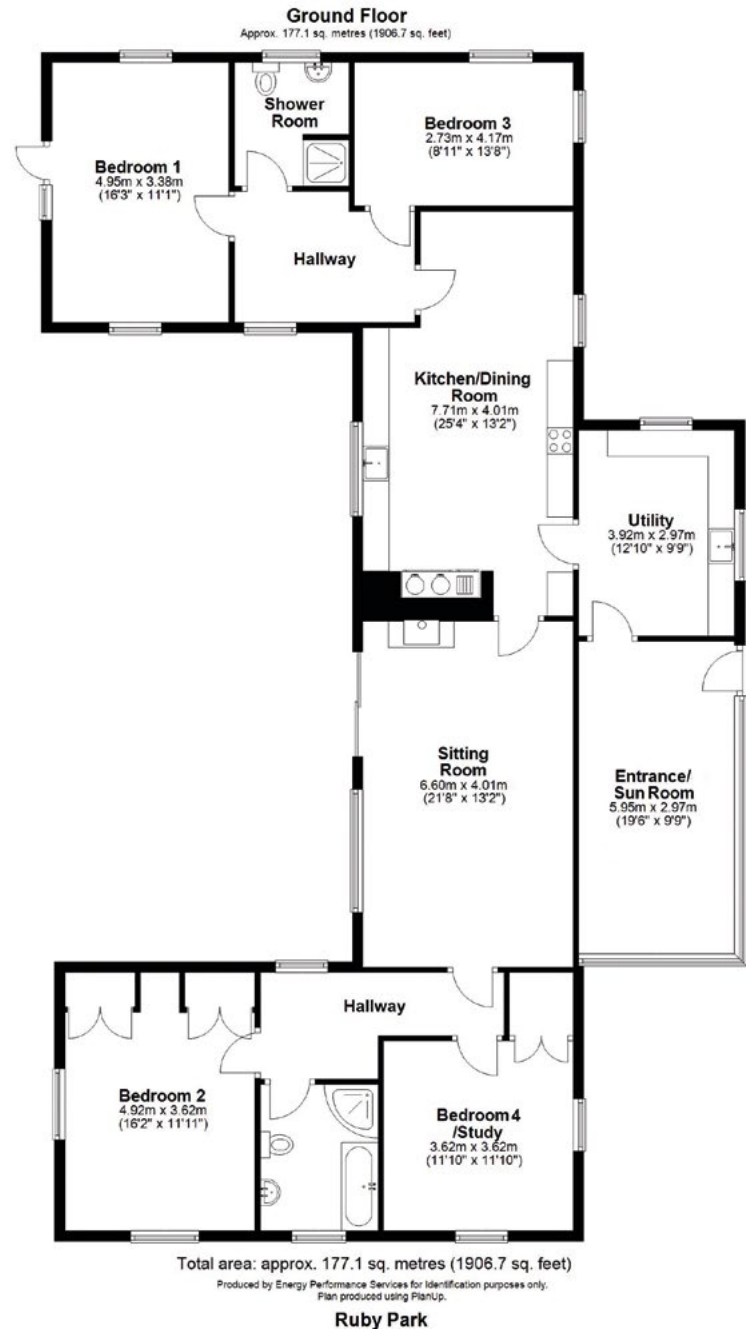 Ground Floor
Approx. 177.1 sq. metres (1906.7 sq. feet)
Shower
Room
Bedroom 3
2.73m x 4.17m
(8'11" x 13'8")
Bedroom 1
4.95m x 3.38m
(16'3" x 11'1")
Hallway
Kitchen/Dining
Room
7.71m x 4.01m
(25'4" x 13'2")
Utility
3.92m x 2.97m
(12'10" x 9'9")
Sitting
Room
6.60m x 4.01m
(21'8" x 13'2")
Entrance/
Sun Room
5.95m x 2.97m
(19'6" x 9'9")
Hallway
Bedroom 2
4.92m x 3.62m
(16'2" x 11'11")
Bedroom 4
/Study
3.62m x 3.62m
(11'10" x 11'10")
Total area: approx. 177.1 sq. metres (1906.7 sq. feet)
Produced by Energy Performance Services for Identification purposes only.
Plan produced using PlanUp.
Ruby Park